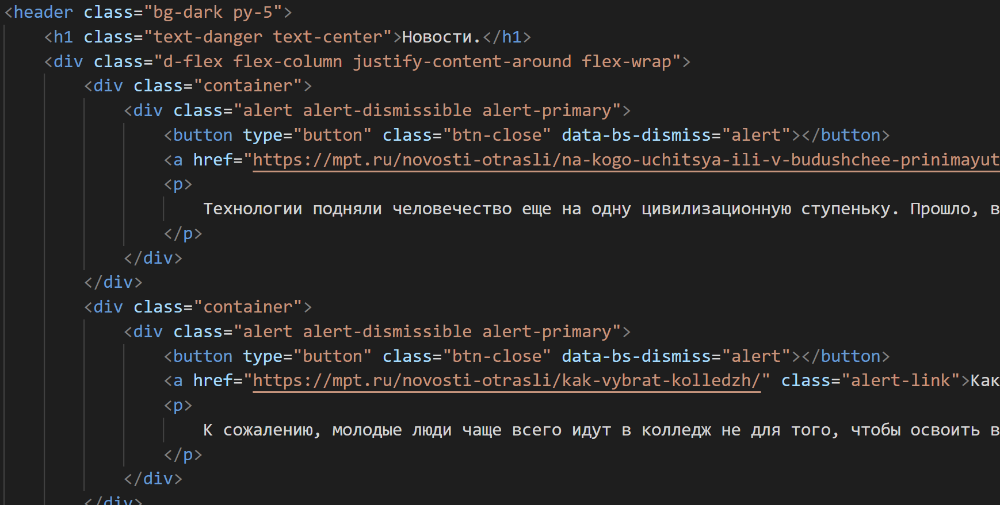 <header class="bg-dark py-5">
<h1 class="text-danger text-center">Новости.</h1>
<div class="d-flex flex-column justify-content-around flex-wrap">
<div class="container">
<div class="alert alert-dismissible alert-primary">
<button type="button" class="btn-close" data-bs-dismiss="alert"></button>
<a href="https://mpt.ru/novosti-otrasli/na-kogo-uchitsya-ili-v-budushchee-prinimayut
<p>
Технологии подняли человечество еще на одну цивилизационную ступеньку. Прошло, в
</p>
</div>
</div>
<div class="container">
<div class="alert alert-dismissible alert-primary">
<button type="button" class="btn-close" data-bs-dismiss="alert"></button>
<a href="https://mpt.ru/novosti-otrasli/kak-vybrat-kolledzh/" class="alert-link">Как
<p>
К сожалению, молодые люди чаще всего идут в колледж не для того, чтобы освоить в
</p>
</div>
</div>